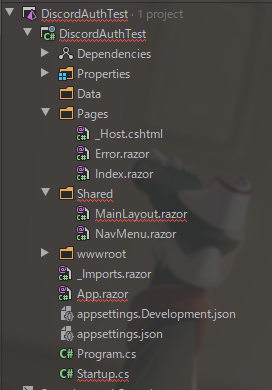 DiscordAuthTest · 1 project
DiscordAuthTest
Dependencies
Properties
Data
Pages
_Host.cshtml
Error.razor
Index.razor
Shared
MainLayout.razor
NavMenu.razor
wwwroot
_Imports.razor
App.razor
appsettings.Development.json
appsettings.json
C# Program.cs
C# Startup.cs